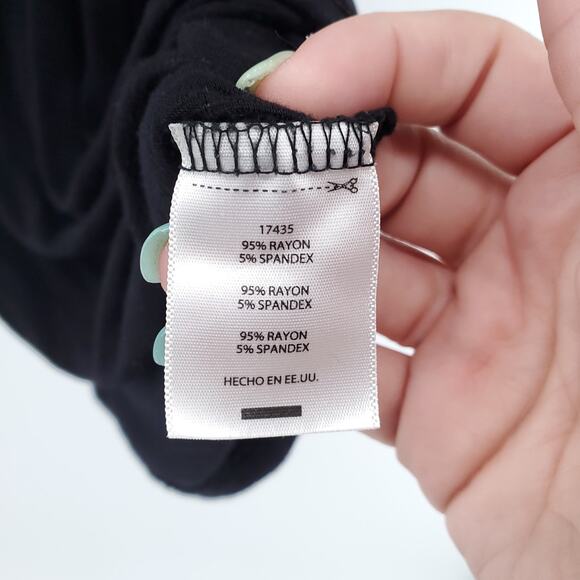 17435
95% RAYON
5% SPANDEX
95% RAYON
5% SPANDEX
95% RAYON
5% SPANDEX
HECHO EN EE.UU.